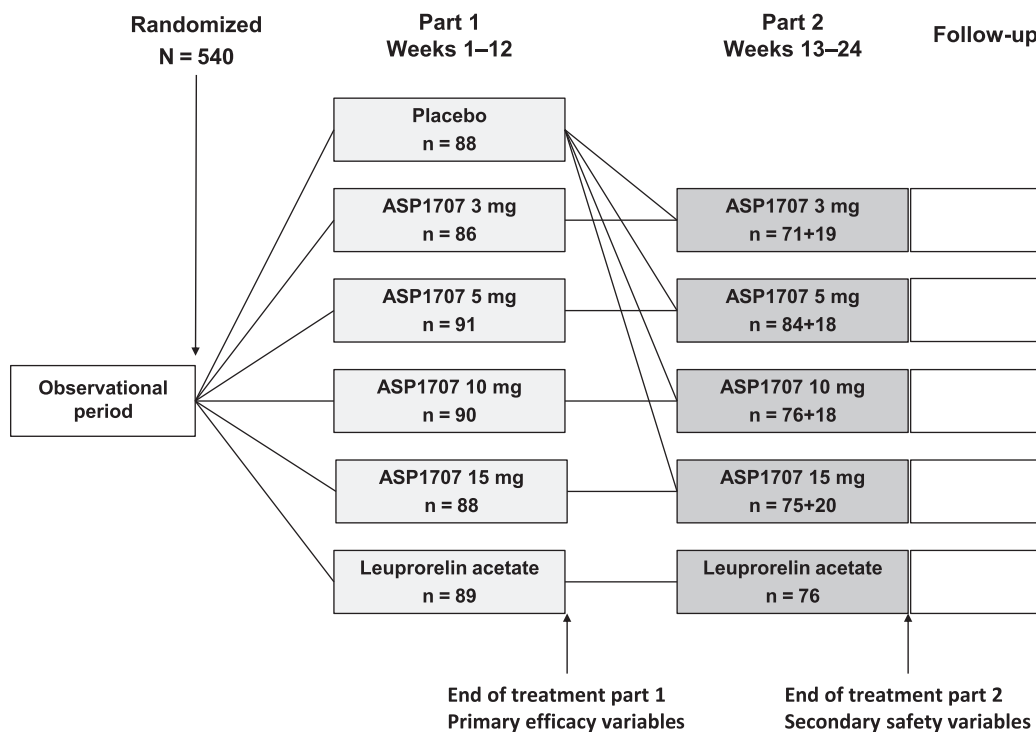 Randomized
N = 540
Part 1
Weeks 1–12
Part 2
Weeks 13–24
Follow-up
Placebo
n = 88
ASP1707 3 mg
n = 86
ASP1707 3 mg
n = 71+19
ASP1707 5 mg
n = 91
ASP1707 5 mg
n = 84+18
Observational
period
ASP1707 10 mg
n = 90
ASP1707 10 mg
n = 76+18
ASP1707 15 mg
n = 88
ASP1707 15 mg
n = 75+20
Leuprorelin acetate
n = 89
Leuprorelin acetate
n = 76
End of treatment part 1
Primary efficacy variables
End of treatment part 2
Secondary safety variables